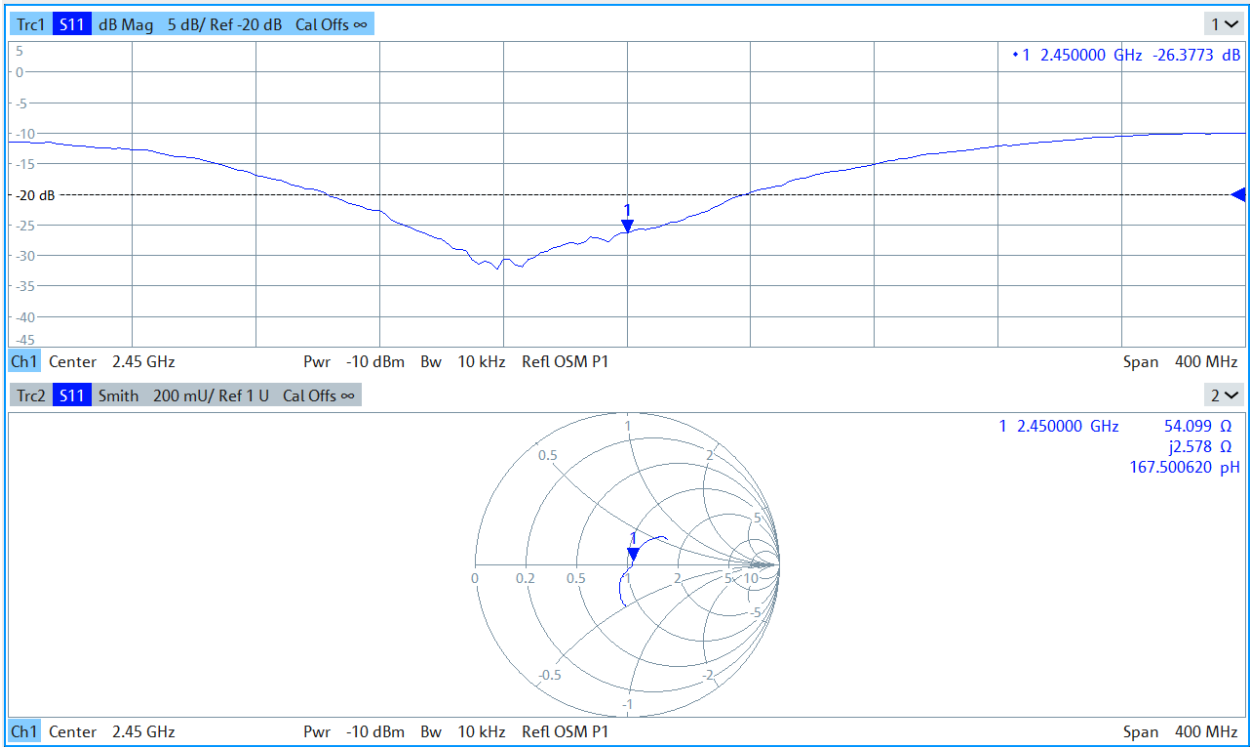 Trc1 S11 dB Mag 5 dB/ Ref -20 dB Cal Offs ∞ 1
5
1 2.450000 GHz -26.3773 dB
0
-5
-10
-15
-20 dB
1
-25
-30
-35
-40
-45
Ch1 Center 2.45 GHz Pwr -10 dBm Bw 10 kHz Refl OSM P1 Span 400 MHz
Trc2 S11 Smith 200 mU/ Ref 1 U Cal Offs ∞ 2
1 2.450000 GHz 54.099 Ω
j2.578 Ω
167.500620 pH
1
0.5 2
5
1
0 0.2 0.5 1 2 5 10
-5
-0.5 -2
-1
Ch1 Center 2.45 GHz Pwr -10 dBm Bw 10 kHz Refl OSM P1 Span 400 MHz